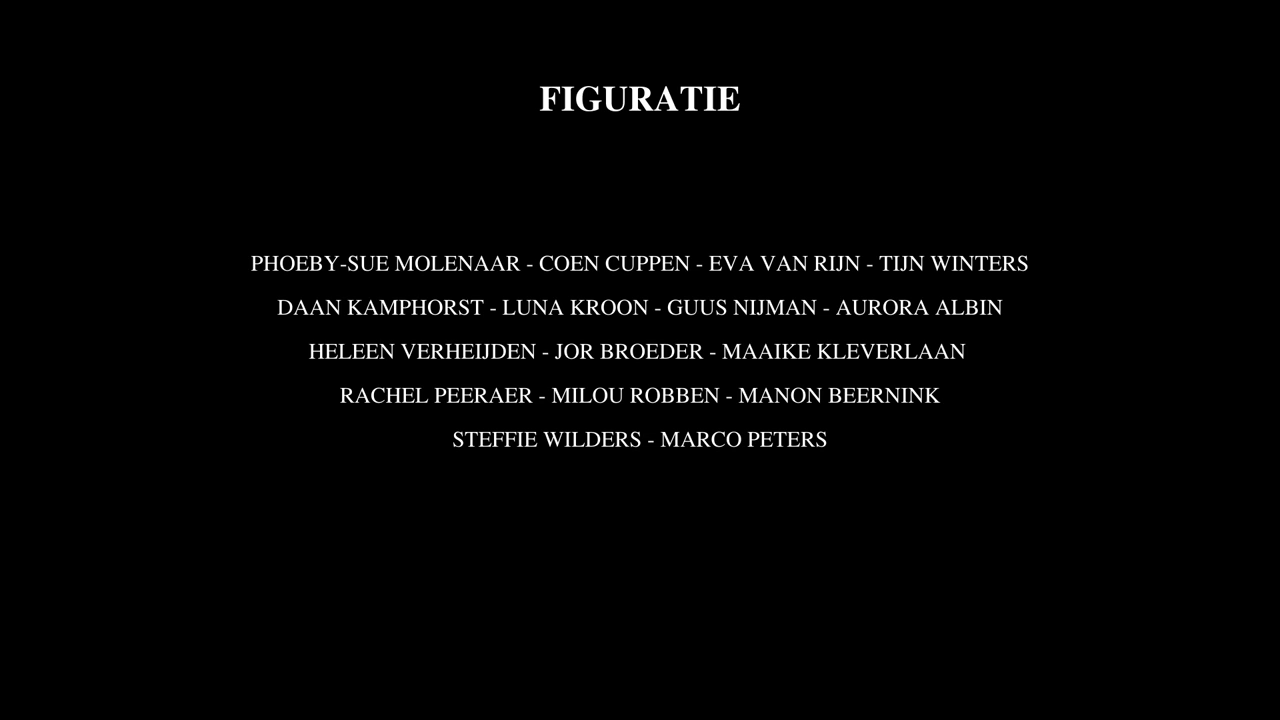 FIGURATIE
PHOEBY-SUE MOLENAAR - COEN CUPPEN - EVA VAN RIJN - TIJN WINTERS
DAAN KAMPHORST - LUNA KROON - GUUS NIJMAN - AURORA ALBIN
HELEEN VERHEIJDEN - JOR BROEDER - MAAIKE KLEVERLAAN
RACHEL PEERAER - MILOU ROBBEN - MANON BEERNINK
STEFFIE WILDERS - MARCO PETERS